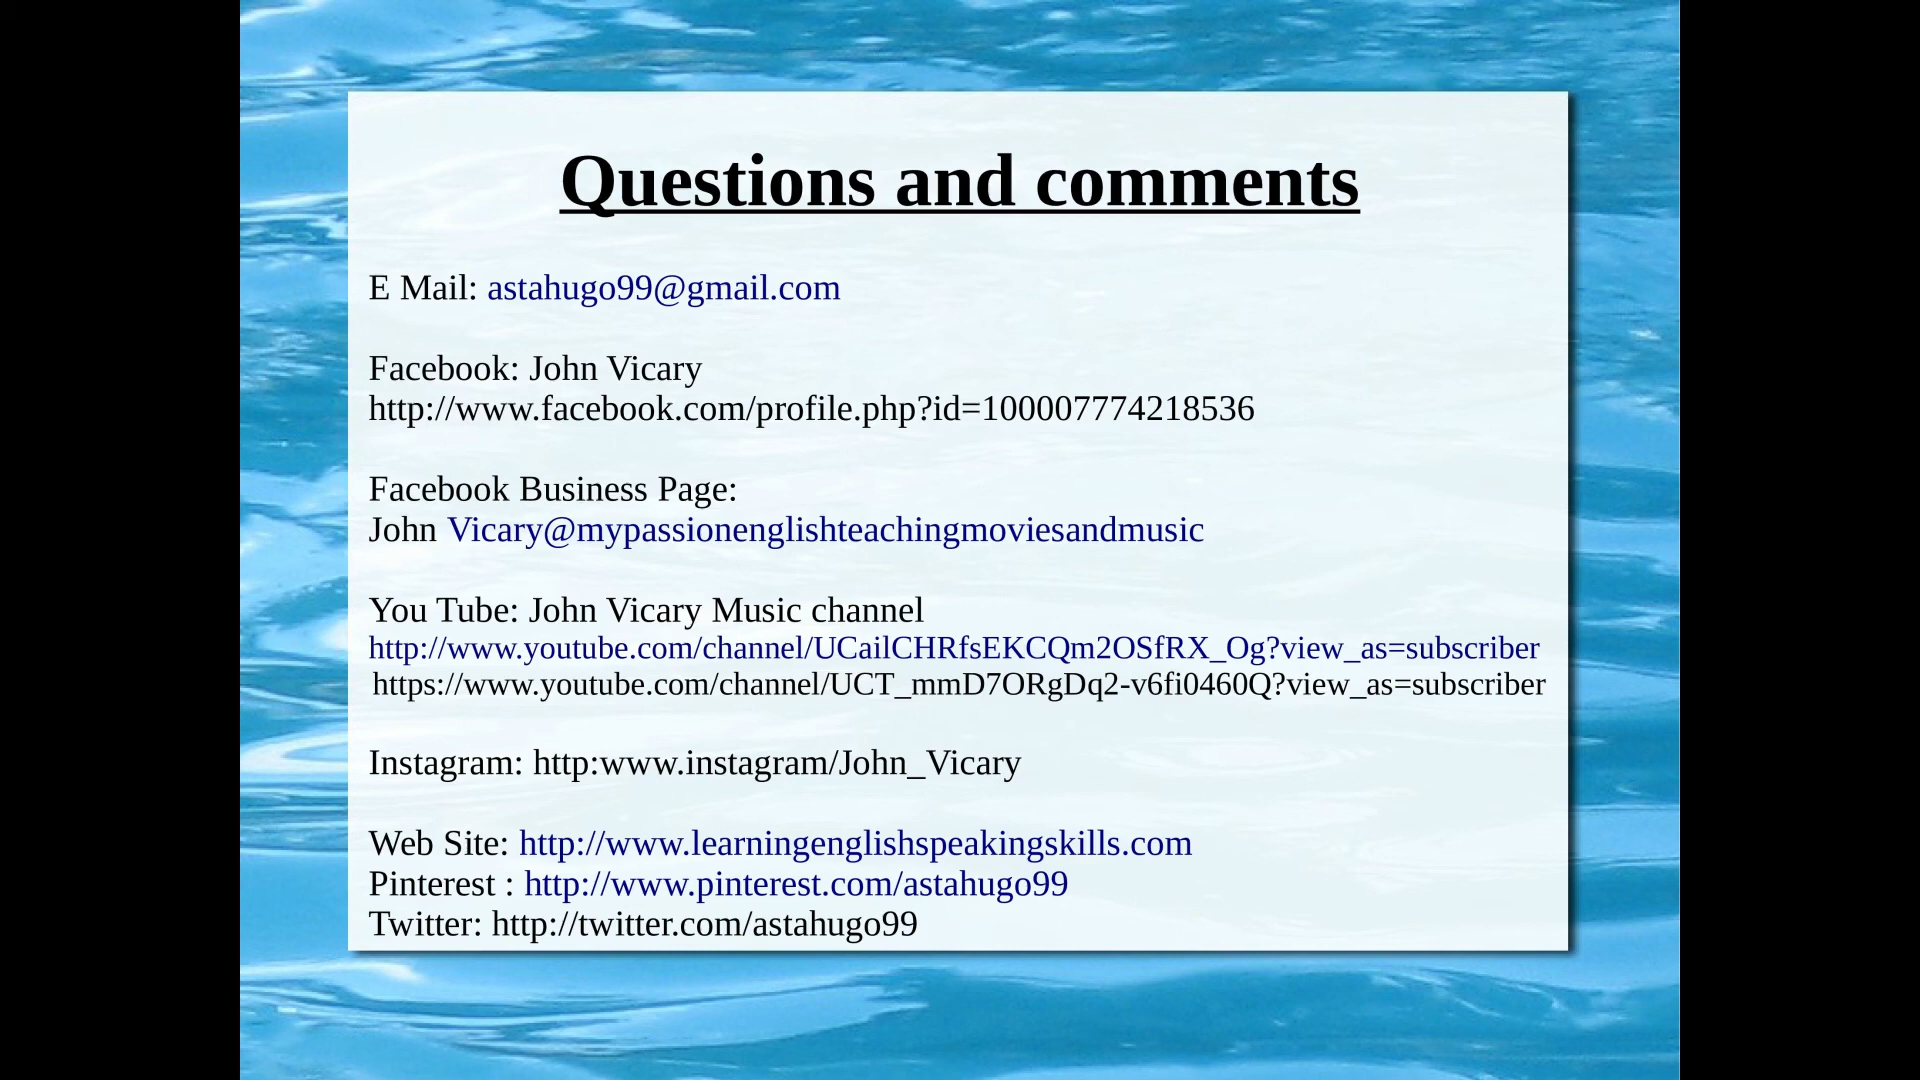 Questions and comments
E Mail: astahugo99@gmail.com
Facebook: John Vicary
http://www.facebook.com/profile.php?id=100007774218536
Facebook Business Page:
John Vicary@mypassionenglishteachingmoviesandmusic
You Tube: John Vicary Music channel
http://www.youtube.com/channel/UCailCHRfsEKCQm2OSfRX_Og?view_as=subscriber
https://www.youtube.com/channel/UCT_mmD7ORgDq2-v6fi0460Q?view_as=subscriber
Instagram: http:www.instagram/John_Vicary
Web Site: http://www.learningenglishspeakingskills.com
Pinterest : http://www.pinterest.com/astahugo99
Twitter: http://twitter.com/astahugo99